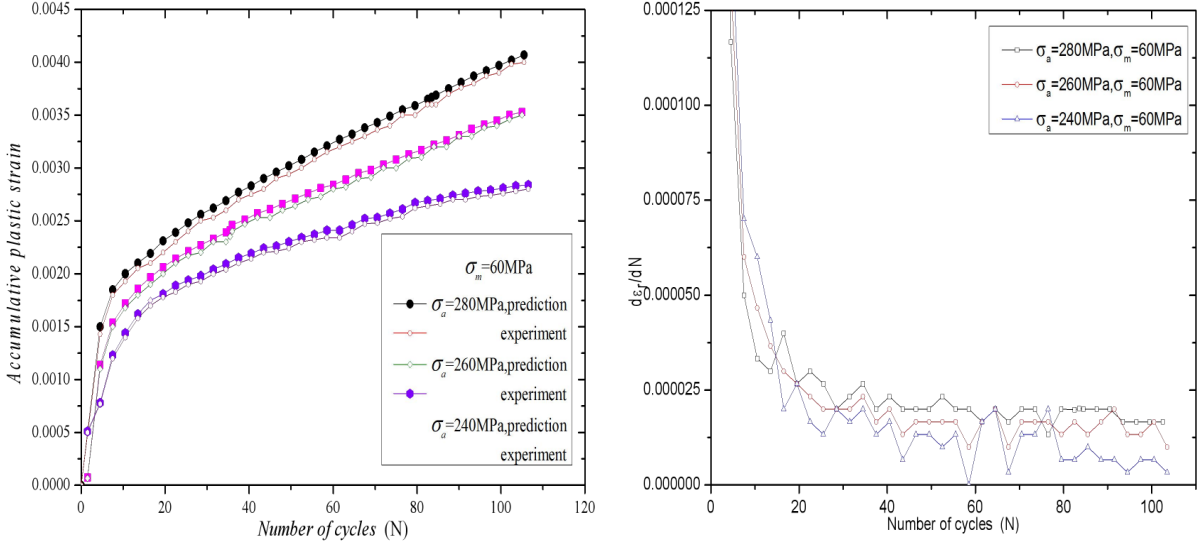 Accumulative plastic strain
0.0045
0.0040
0.0035
0.0030
0.0025
0.0020
0.0015
0.0010
0.0005
0.0000
0 20 40 60 80 100 120
Number of cycles (N)
σm=60MPa
σa=280MPa,prediction
experiment
σa=260MPa,prediction
experiment
σa=240MPa,prediction
experiment
dεr/dN
0.000125
0.000100
0.000075
0.000050
0.000025
0.000000
0 20 40 60 80 100
Number of cycles (N)
σa=280MPa,σm=60MPa
σa=260MPa,σm=60MPa
σa=240MPa,σm=60MPa